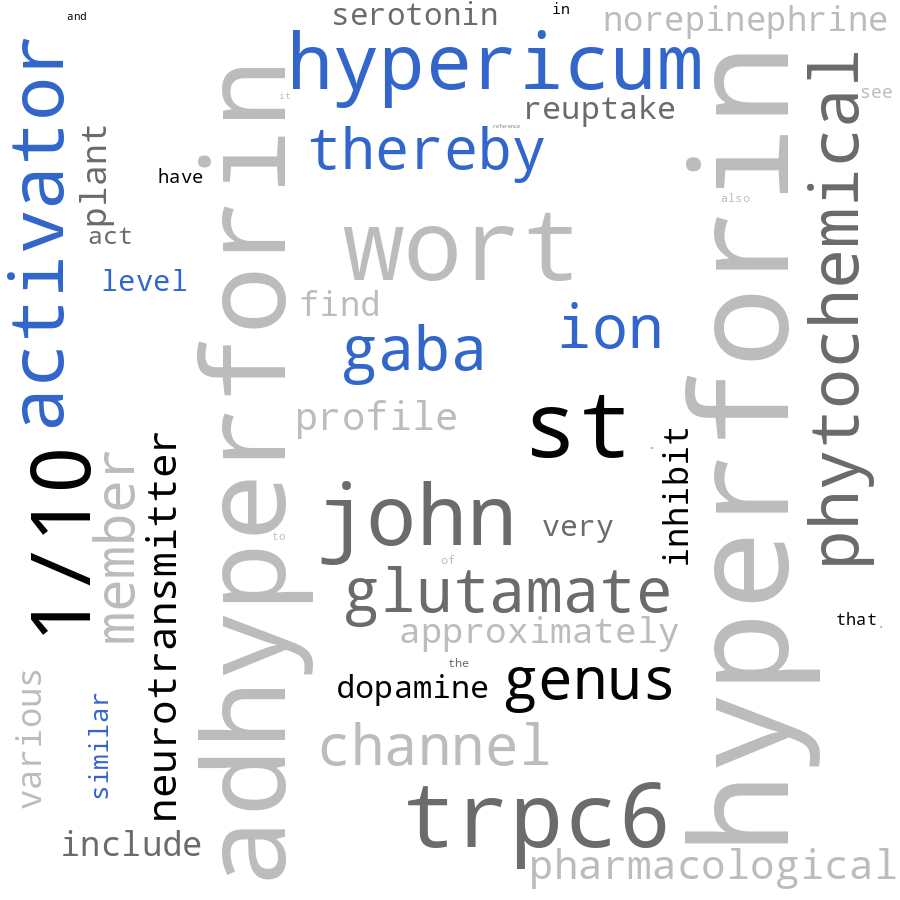 and
serotonin
in
norepinephrine
hypericum
activator
adhyperforin
hyperforin
phytochemical
see
it
reuptake
reference
thereby
plant
have
also
act
wort
level
find
ion
gaba
profile
st
inhibit
.
1/10
member
neurotransmitter
john
very
to
of
glutamate
that
.
approximately
the
dopamine
genus
various
similar
channel
trpc6
include
pharmacological